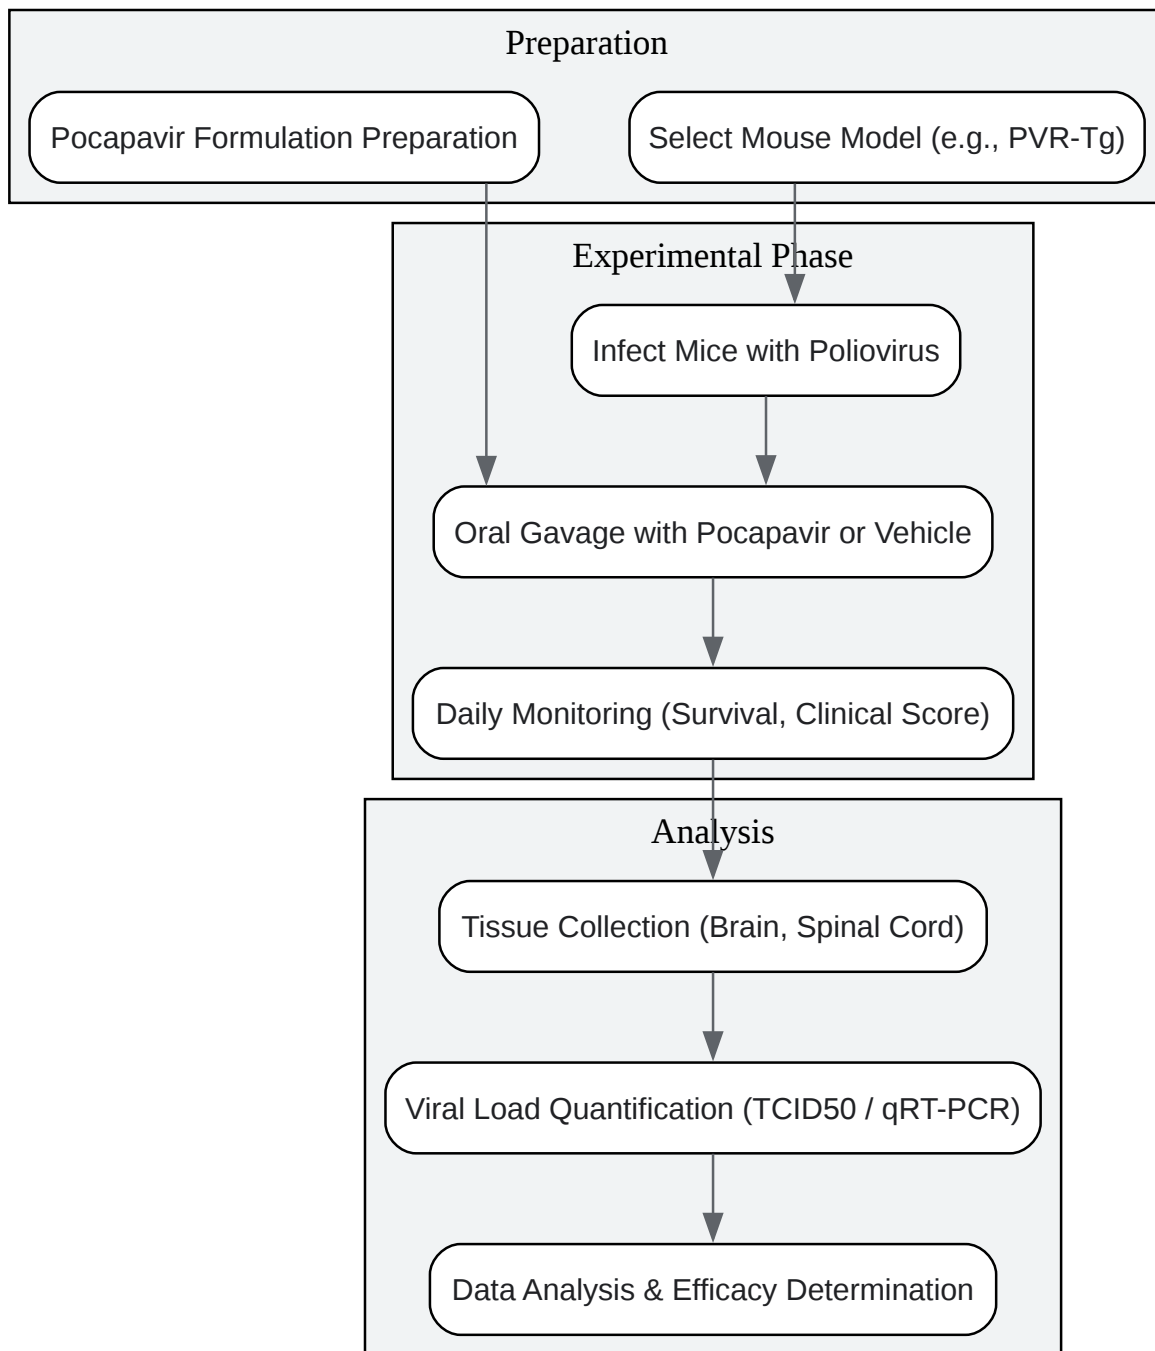 Preparation
Pocapavir Formulation Preparation
Select Mouse Model (e.g., PVR-Tg)
Experimental Phase
Infect Mice with Poliovirus
Oral Gavage with Pocapavir or Vehicle
Daily Monitoring (Survival, Clinical Score)
Analysis
Tissue Collection (Brain, Spinal Cord)
Viral Load Quantification (TCID50 / qRT-PCR)
Data Analysis & Efficacy Determination